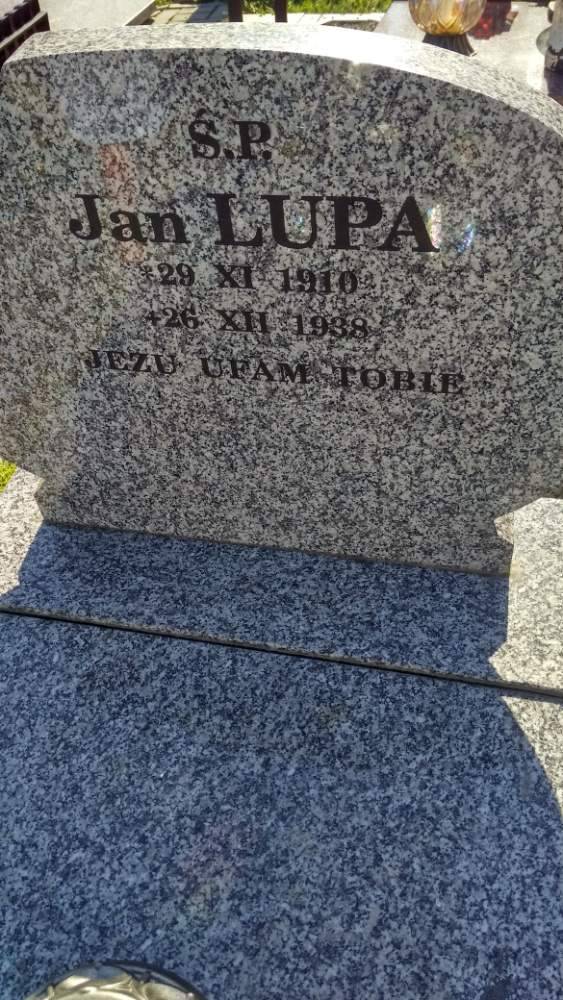 Ś.P.
Jan LUPA
*29 XI 1910
+26 XII 1938
JEZU UFAM TOBIE